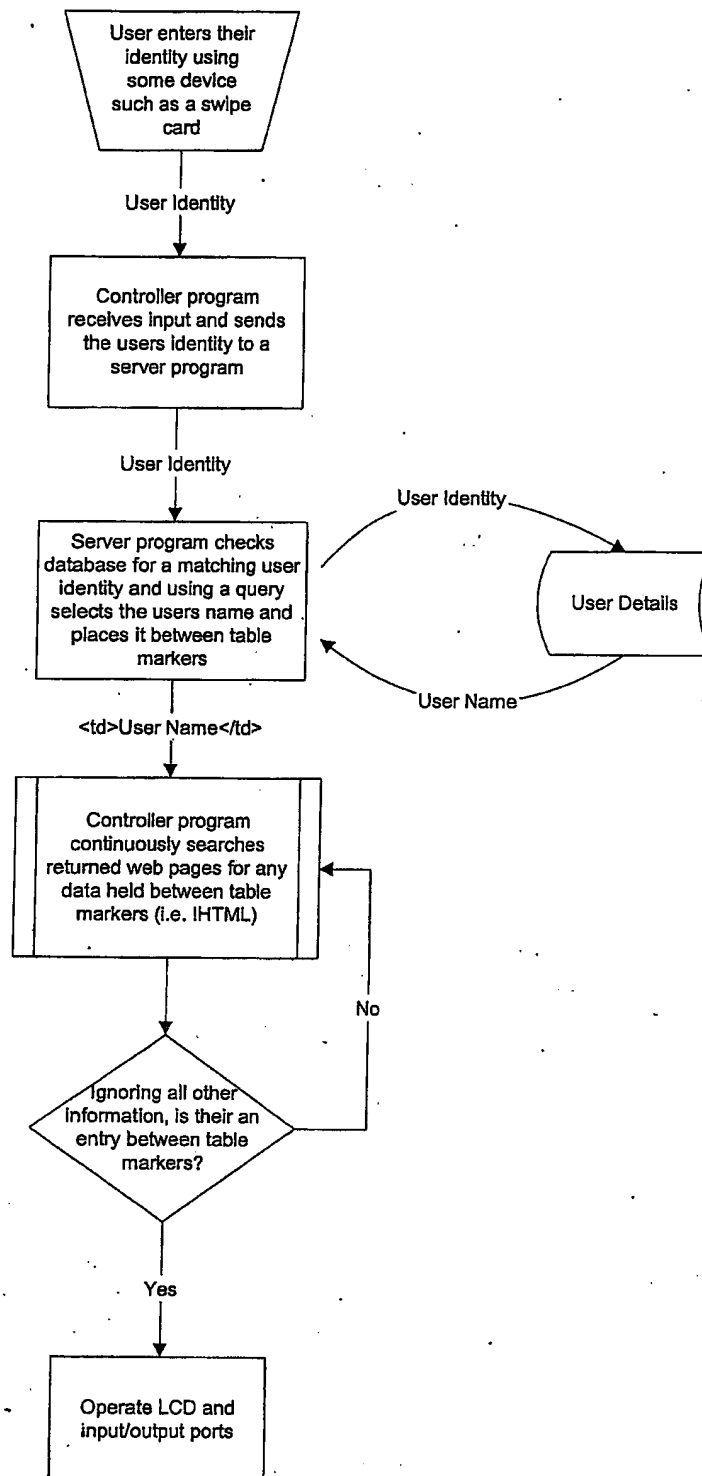 User enters their
identity using
some device
such as a swipe
card
User Identity
Controller program
receives input and sends
the users identity to a
server program
User Identity
User Identity
Server program checks
database for a matching user
identity and using a query
selects the users name and
places it between table
markers
User Details
User Name
<td>User Name</td>
Controller program
continuously searches
returned web pages for any
data held between table
markers (i.e. IHTML)
No
Ignoring all other
information, is their an
entry between table
markers?
Yes
Operate LCD and
input/output ports